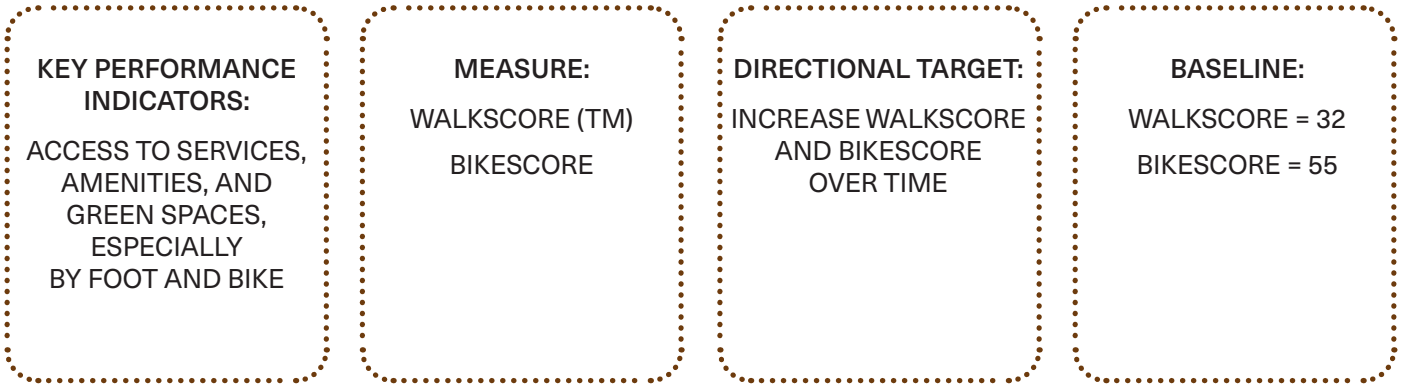 KEY PERFORMANCE
INDICATORS:
ACCESS TO SERVICES,
AMENITIES, AND
GREEN SPACES,
ESPECIALLY
BY FOOT AND BIKE
MEASURE:
WALKSCORE (TM)
BIKESCORE
DIRECTIONAL TARGET:
INCREASE WALKSCORE
AND BIKESCORE
OVER TIME
BASELINE:
WALKSCORE = 32
BIKESCORE = 55